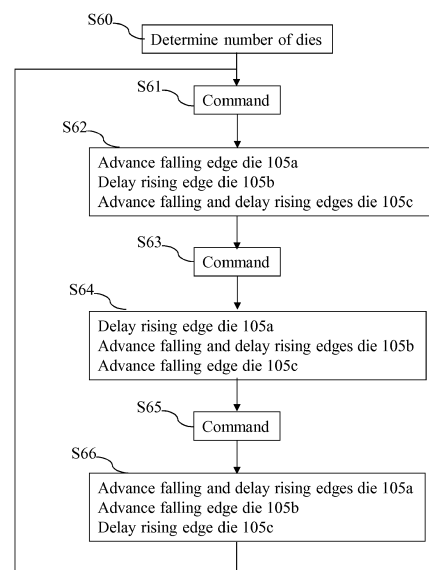 S60
Determine number of dies
S61
Command
S62
Advance falling edge die 105a
Delay rising edge die 105b
Advance falling and delay rising edges die 105c
S63
Command
S64
Delay rising edge die 105a
Advance falling and delay rising edges die 105b
Advance falling edge die 105c
S65
Command
S66
Advance falling and delay rising edges die 105a
Advance falling edge die 105b
Delay rising edge die 105c